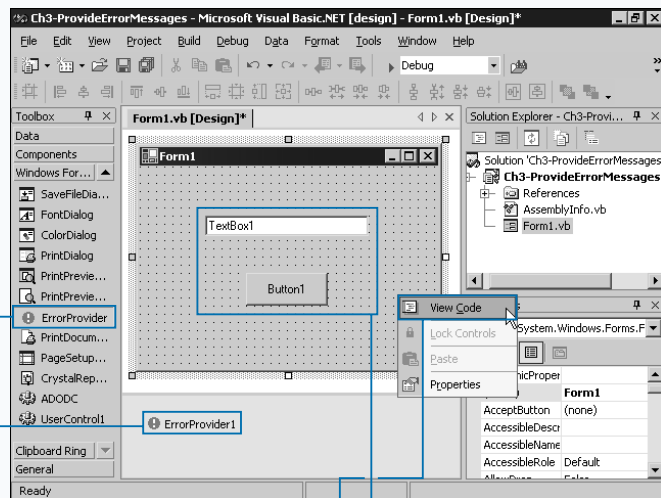 Ch3-ProvideErrorMessages - Microsoft Visual Basic.NET [design] - Form1.vb [Design]*
File Edit View Project Build Debug Data Format Tools Window Help
Debug
Toolbox
Data
Components
Windows For...
SaveFileDia...
FontDialog
ColorDialog
PrintDialog
PrintPrevie...
PrintPrevie...
ErrorProvider
PrintDocum...
PageSetup...
CrystalRep...
ADODC
UserControl1
Clipboard Ring
General
Form1.vb [Design]*
Form1
TextBox1
Button1
ErrorProvider1
View Code
Lock Controls
Paste
Properties
Solution Explorer - Ch3-Provi...
Solution 'Ch3-ProvideErrorMessages
Ch3-ProvideErrorMessages
References
AssemblyInfo.vb
Form1.vb
System.Windows.Forms.F
Form1
AcceptButton (none)
AccessibleDescr
AccessibleName
AccessibleRole Default
Ready